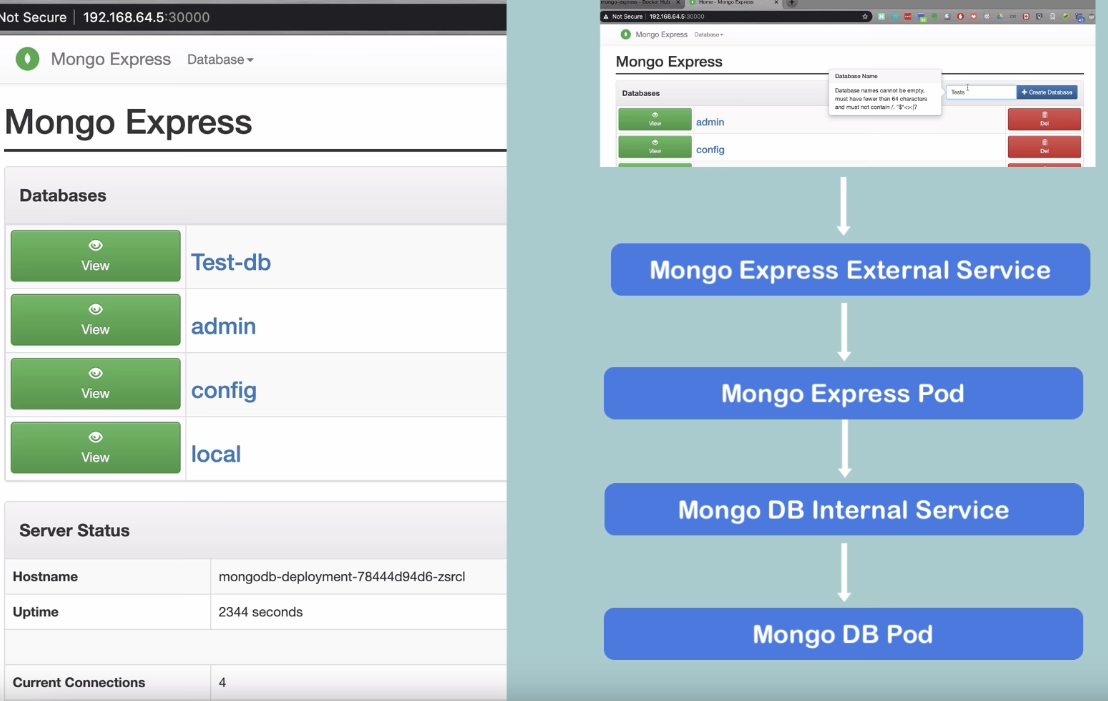 Not Secure 192.168.64.5:30000
Mongo Express Database
Mongo Express
Databases
View Test-db
View admin
View config
View local
Server Status
Hostname mongodb-deployment-78444d94d6-zsrcl
Uptime 2344 seconds
Current Connections 4
Home - Mongo Express
Not Secure 192.168.64.5:30000
Mongo Express Database
Mongo Express
Database Name
Databases
Database names cannot be empty,
must have fewer than 64 characters
and must not contain
Tests
+ Create Database
View admin Del
View config Del
Mongo Express External Service
Mongo Express Pod
Mongo DB Internal Service
Mongo DB Pod